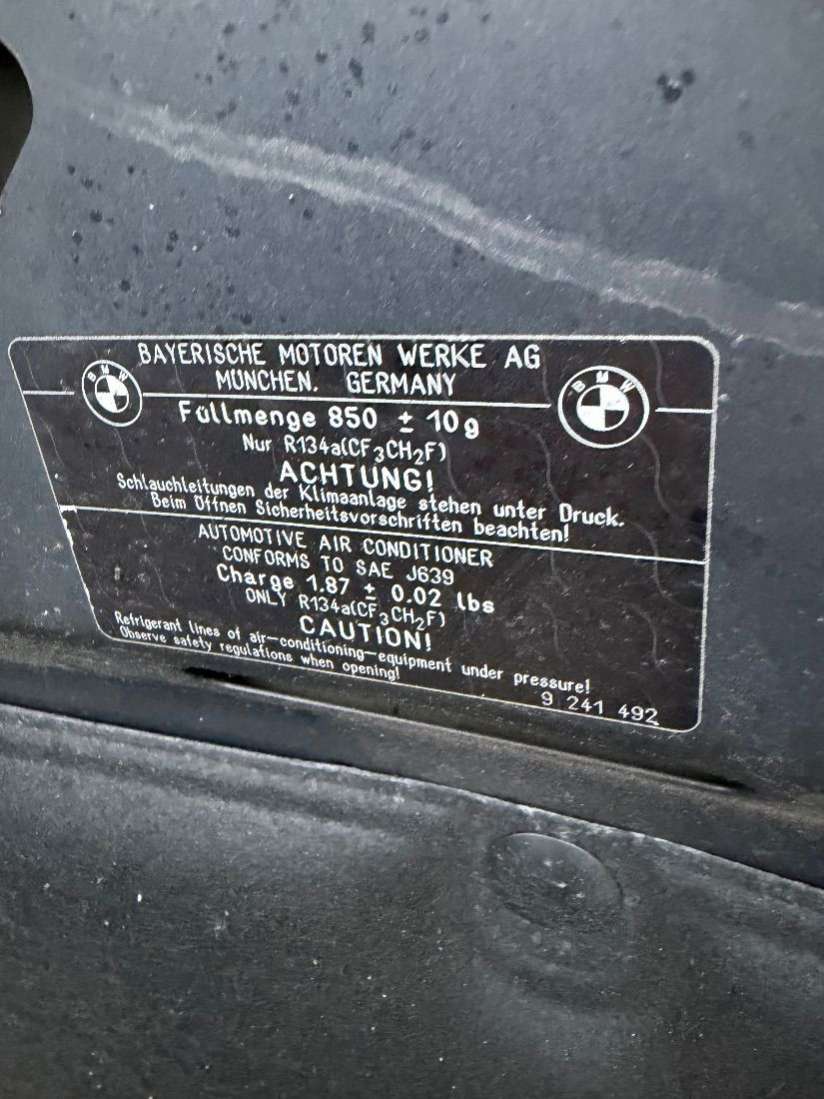 BAYERISCHE MOTOREN WERKE AG
MÜNCHEN. GERMANY
BMW
BMW
Füllmenge 850 ± 10g
Nur R134a(CF₃CH₂F)
ACHTUNG!
Schlauchleitungen der Klimaanlage stehen unter Druck.
Beim Öffnen Sicherheitsvorschriften beachten!
AUTOMOTIVE AIR CONDITIONER
CONFORMS TO SAE J639
Charge 1.87 ± 0.02 lbs
ONLY R134a(CF₃CH₂F)
CAUTION!
Refrigerant lines of air-conditioning-equipment under pressure!
Observe safety regulations when opening!
9 241 492